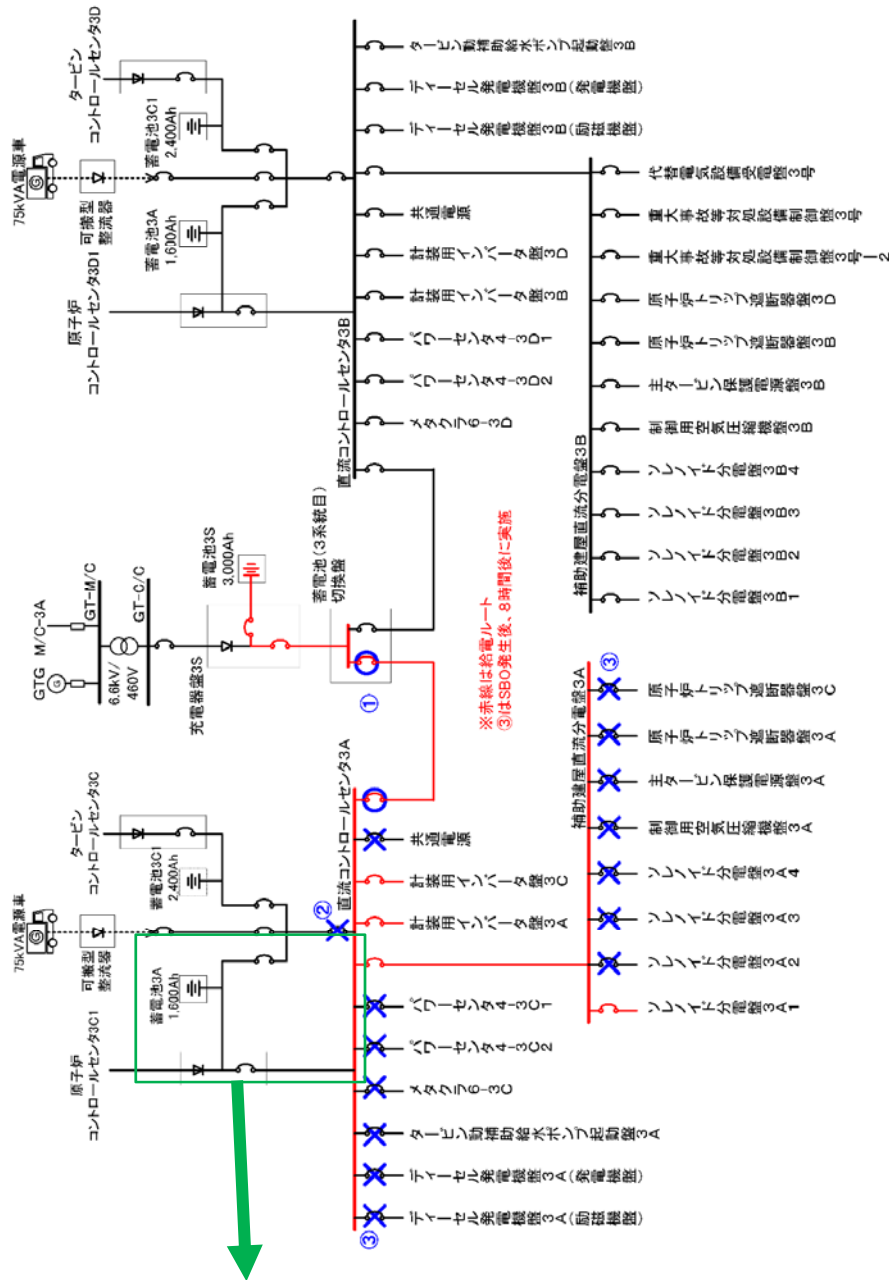 75kVA電源車
G
可搬型
整流器
タービン
コントロールセンタ3D
蓄電池3C1
2,400Ah
蓄電池3A
1,600Ah
原子炉
コントロールセンタ3D1
直流コントロールセンタ3B
タービン動補助給水ポンプ起動盤3B
ディーゼル発電機盤3B(発電機盤)
ディーゼル発電機盤3B(励磁機盤)
共通電源
計装用インバータ盤3D
計装用インバータ盤3B
パワーセンタ4-3D1
パワーセンタ4-3D2
メタクラ6-3D
補助建屋直流分電盤3B
代替電気設備受電盤3号
重大事故等対処設備制御盤3号
重大事故等対処設備制御盤3号-2
原子炉トリップ遮断器盤3D
原子炉トリップ遮断器盤3B
主タービン保護電源盤3B
制御用空気圧縮機盤3B
ソレノイド分電盤3B4
ソレノイド分電盤3B3
ソレノイド分電盤3B2
ソレノイド分電盤3B1
GTG
G
M/C-3A
GT-M/C
6.6kV/
460V
GT-C/C
充電器盤3S
蓄電池3S
3,000Ah
蓄電池(3系統目)
切換盤
①
※赤線は給電ルート
③はSBO発生後、8時間後に実施
75kVA電源車
G
可搬型
整流器
タービン
コントロールセンタ3C
蓄電池3C1
2,400Ah
蓄電池3A
1,600Ah
原子炉
コントロールセンタ3C1
②
直流コントロールセンタ3A
共通電源
計装用インバータ盤3C
計装用インバータ盤3A
パワーセンタ4-3C1
パワーセンタ4-3C2
メタクラ6-3C
タービン動補助給水ポンプ起動盤3A
ディーゼル発電機盤3A(発電機盤)
ディーゼル発電機盤3A(励磁機盤)
③
補助建屋直流分電盤3A
③
原子炉トリップ遮断器盤3C
原子炉トリップ遮断器盤3A
主タービン保護電源盤3A
制御用空気圧縮機盤3A
ソレノイド分電盤3A4
ソレノイド分電盤3A3
ソレノイド分電盤3A2
ソレノイド分電盤3A1